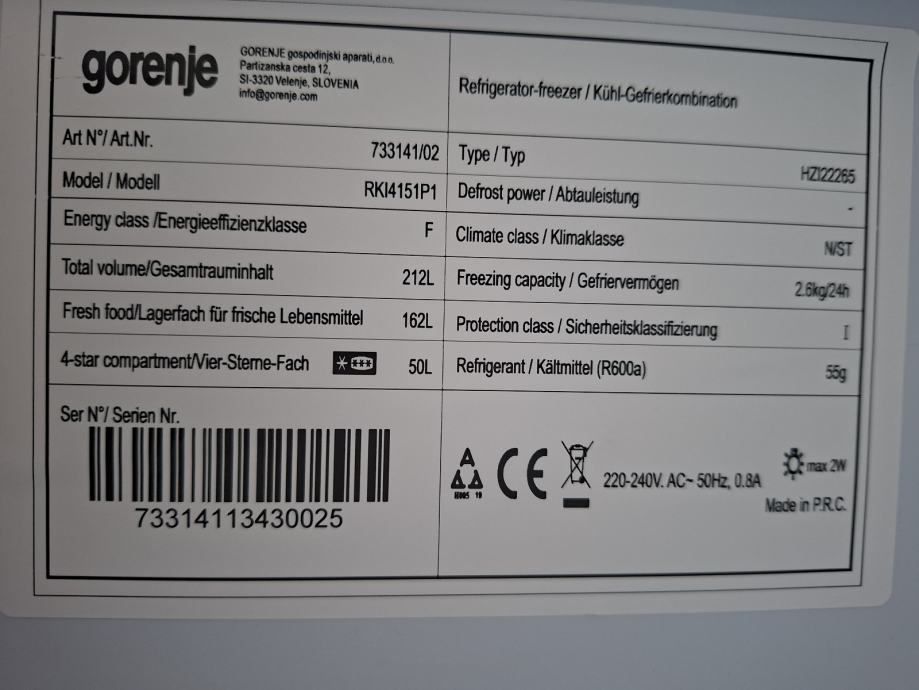 gorenje
GORENJE gospodinjski aparati, d.o.o.
Partizanska cesta 12,
SI-3320 Velenje, SLOVENIA
info@gorenje.com
Refrigerator-freezer / Kühl-Gefrierkombination
Art N°/ Art.Nr. 733141/02
Model / Modell RKI4151P1
Energy class /Energieeffizienzklasse F
Total volume/Gesamtrauminhalt 212L
Fresh food/Lagerfach für frische Lebensmittel 162L
4-star compartment/Vier-Sterne-Fach 50L
Type / Typ HZI22265
Defrost power / Abtauleistung -
Climate class / Klimaklasse N/ST
Freezing capacity / Gefriervermögen 2.6kg/24h
Protection class / Sicherheitsklassifizierung I
Refrigerant / Kältmittel (R600a) 55g
Ser N°/ Serien Nr.
73314113430025
A
CE
220-240V. AC~ 50Hz, 0.8A
max 2W
Made in P.R.C.